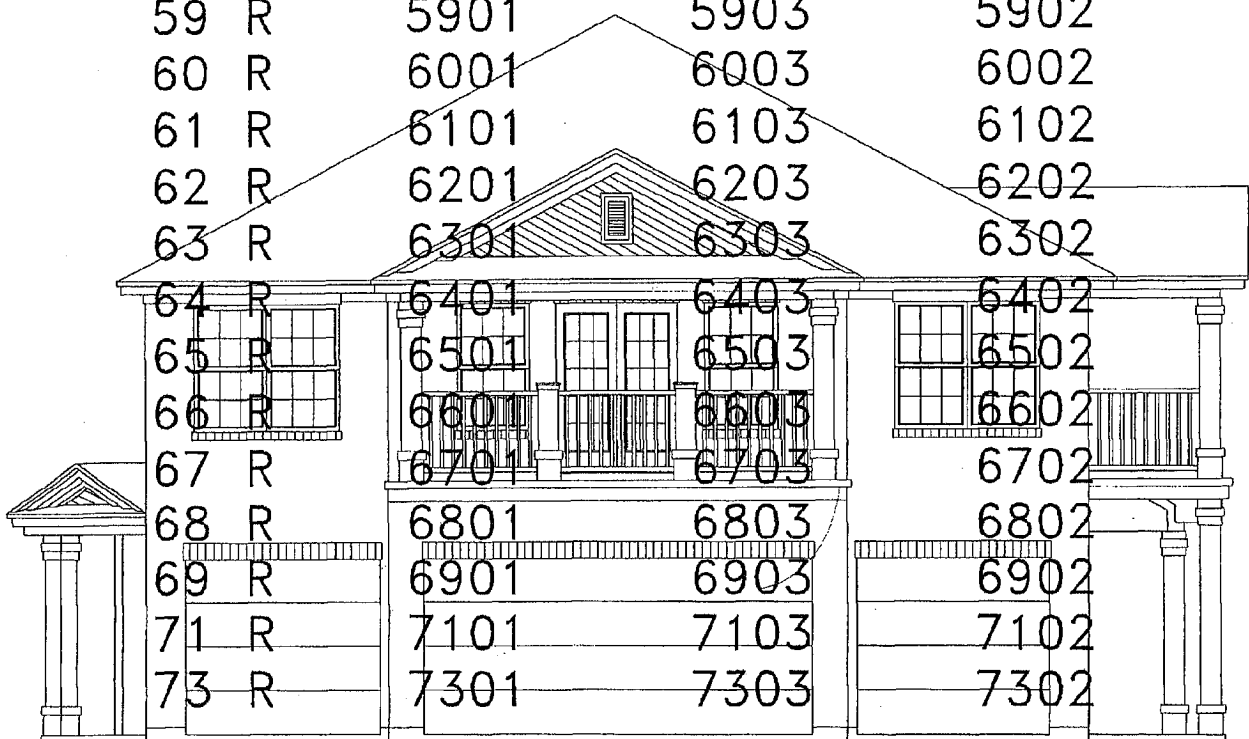 59 R 5901 5903 5902
60 R 6001 6003 6002
61 R 6101 6103 6102
62 R 6201 6203 6202
63 R 6301 6303 6302
64 R 6401 6403 6402
65 R 6501 6503 6502
66 R 6601 6603 6602
67 R 6701 6703 6702
68 R 6801 6803 6802
69 R 6901 6903 6902
71 R 7101 7103 7102
73 R 7301 7303 7302